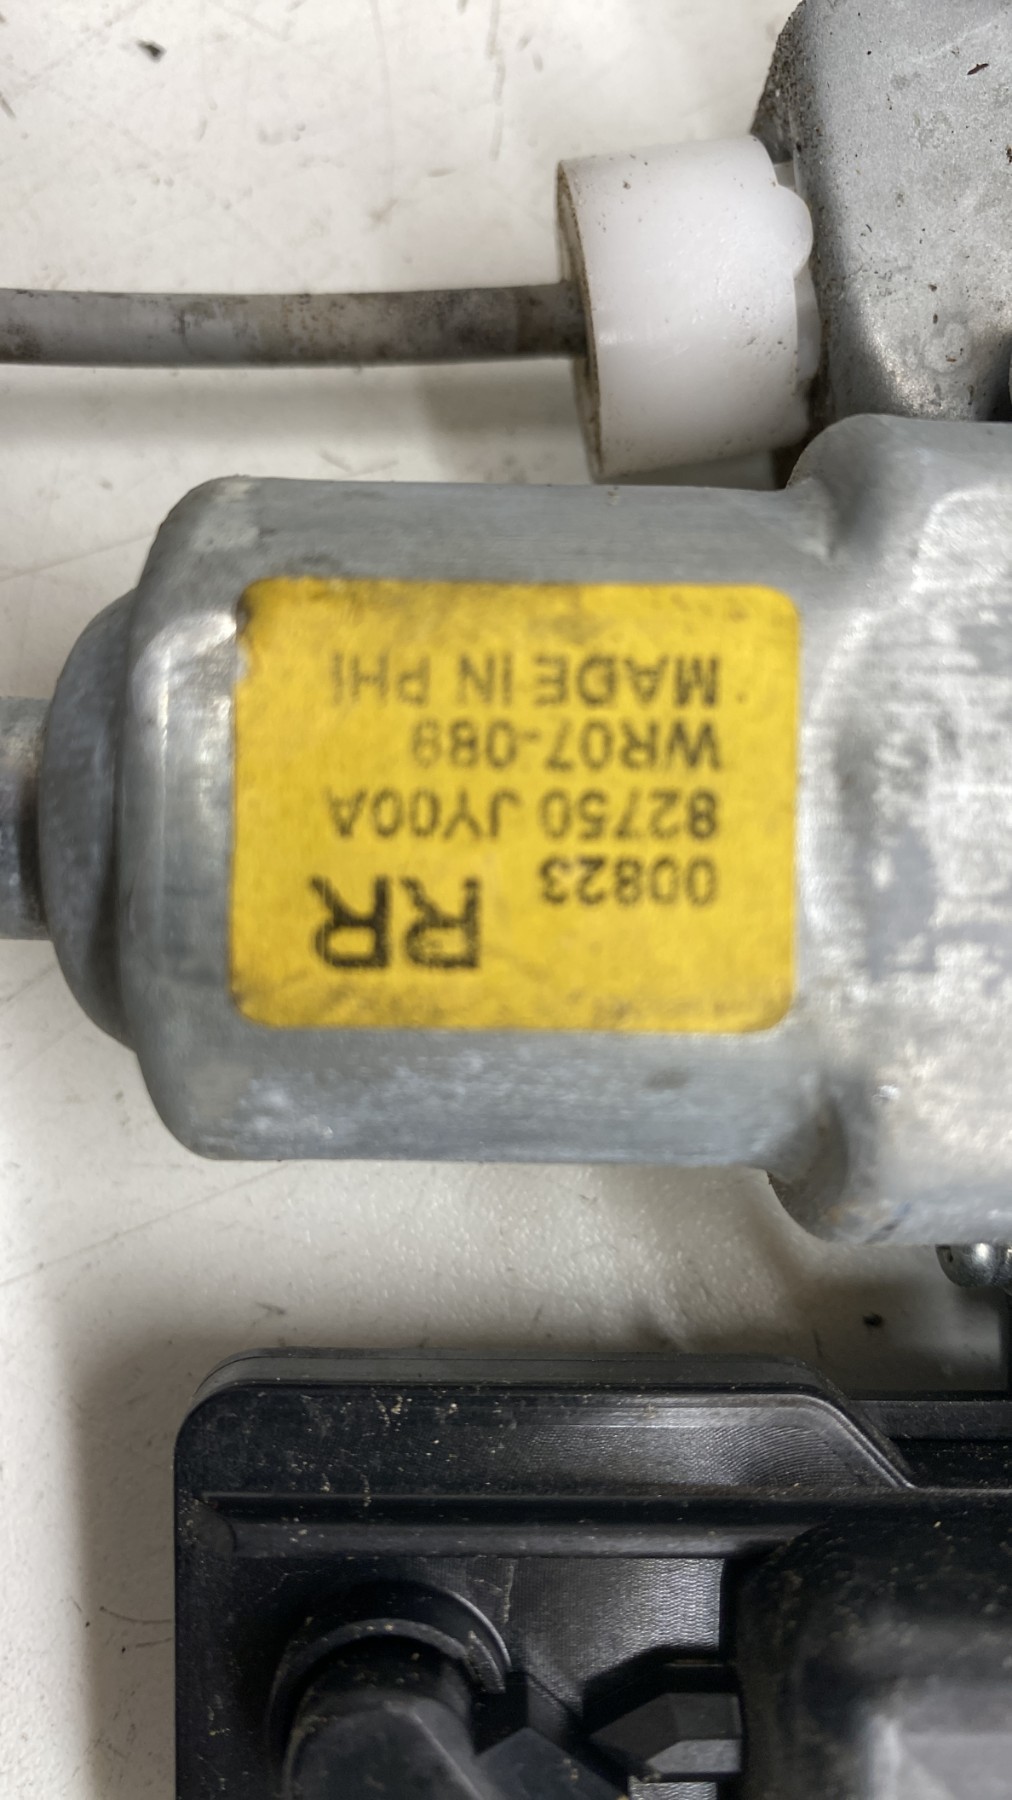 RR
00823
82750 JY00A
WR07-089
MADE IN PHI